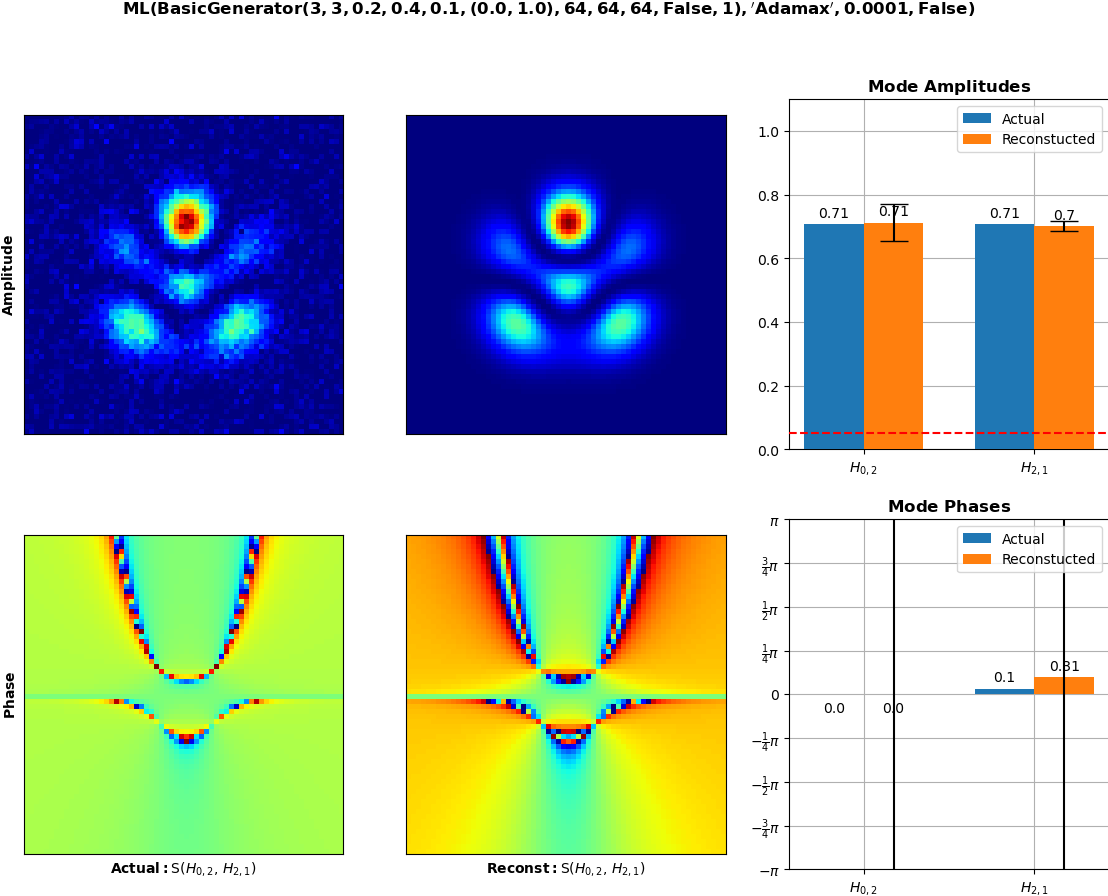 ML(BasicGenerator(3, 3, 0.2, 0.4, 0.1, (0.0, 1.0), 64, 64, 64, False, 1), ′Adamax′, 0.0001, False)
Amplitude
Mode Amplitudes
Actual
Reconstucted
1.0
0.8
0.6
0.4
0.2
0.0
0.71
0.71
0.71
0.7
H₀,₂
H₂,₁
Phase
Actual: S(H₀,₂, H₂,₁)
Reconst: S(H₀,₂, H₂,₁)
Mode Phases
Actual
Reconstucted
π
3/4π
1/2π
1/4π
0
−1/4π
−1/2π
−3/4π
−π
0.0
0.0
0.1
0.31
H₀,₂
H₂,₁